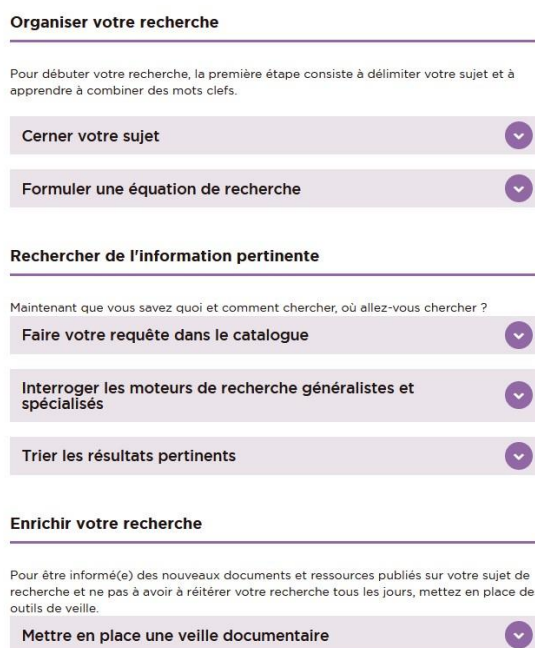 Organiser votre recherche
Pour débuter votre recherche, la première étape consiste à délimiter votre sujet et à
apprendre à combiner des mots clefs.
Cerner votre sujet
Formuler une équation de recherche
Rechercher de l'information pertinente
Maintenant que vous savez quoi et comment chercher, où allez-vous chercher ?
Faire votre requête dans le catalogue
Interroger les moteurs de recherche généralistes et
spécialisés
Trier les résultats pertinents
Enrichir votre recherche
Pour être informé(e) des nouveaux documents et ressources publiés sur votre sujet de
recherche et ne pas à avoir à réitérer votre recherche tous les jours, mettez en place de
outils de veille.
Mettre en place une veille documentaire